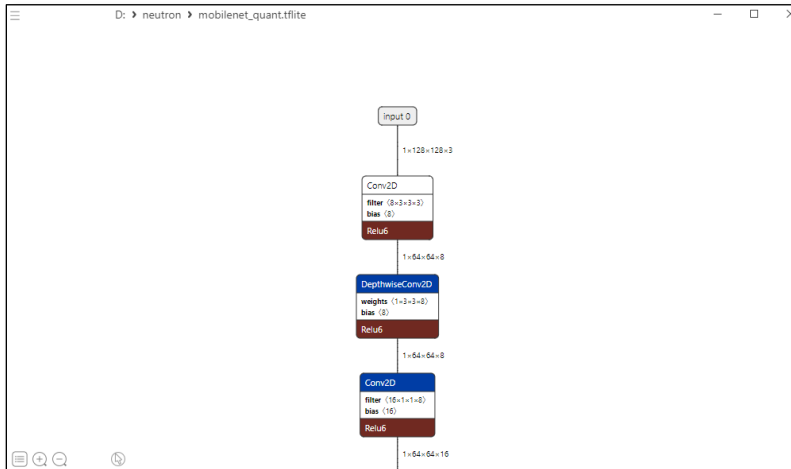 D: > neutron > mobilenet_quant.tflite
input 0
1×128×128×3
Conv2D
filter ⟨8×3×3×3⟩
bias ⟨8⟩
Relu6
1×64×64×8
DepthwiseConv2D
weights ⟨1×3×3×8⟩
bias ⟨8⟩
Relu6
1×64×64×8
Conv2D
filter ⟨16×1×1×8⟩
bias ⟨16⟩
Relu6
1×64×64×16